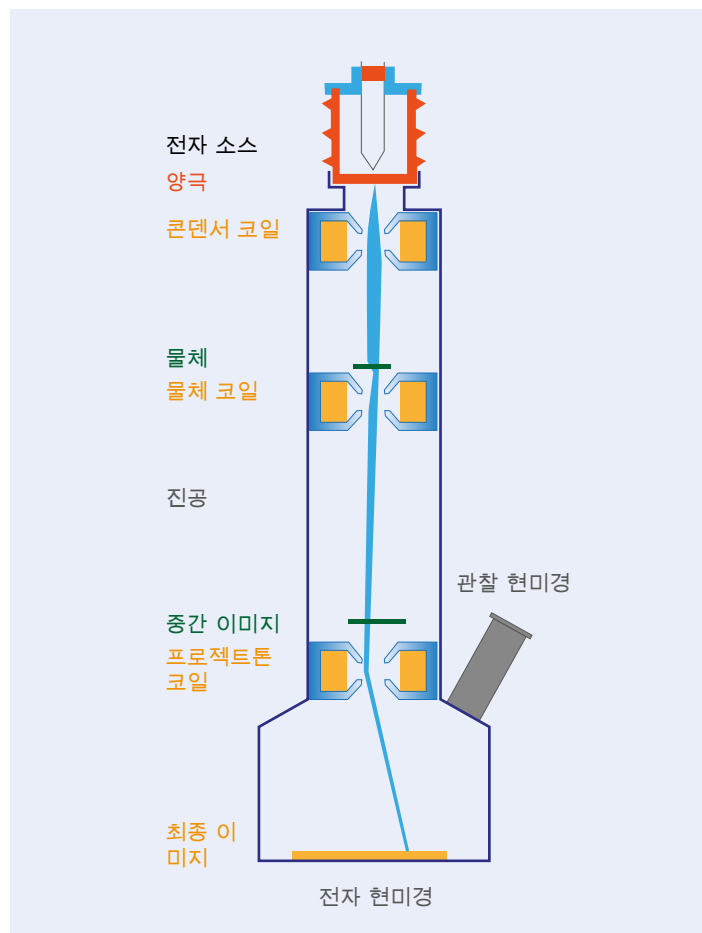 전자 소스
양극
콘덴서 코일
물체
물체 코일
진공
관찰 현미경
중간 이미지
프로젝트톤
코일
최종 이
미지
전자 현미경